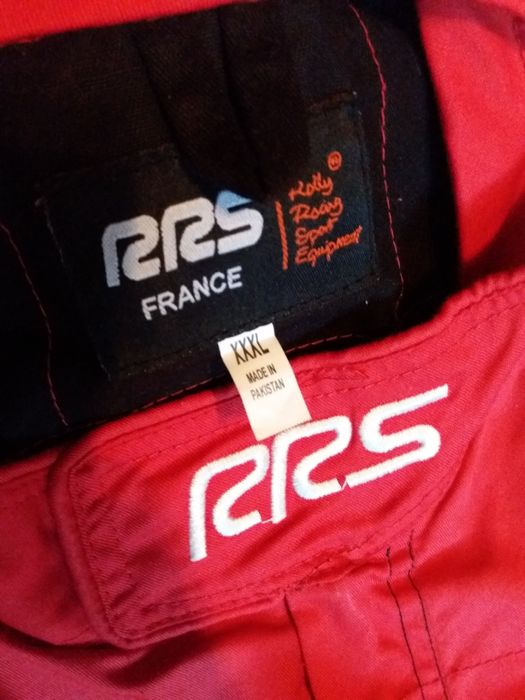 RRS
FRANCE
Rally
Racing
Sport
Equipment
XXXL
MADE IN
PAKISTAN
RRS